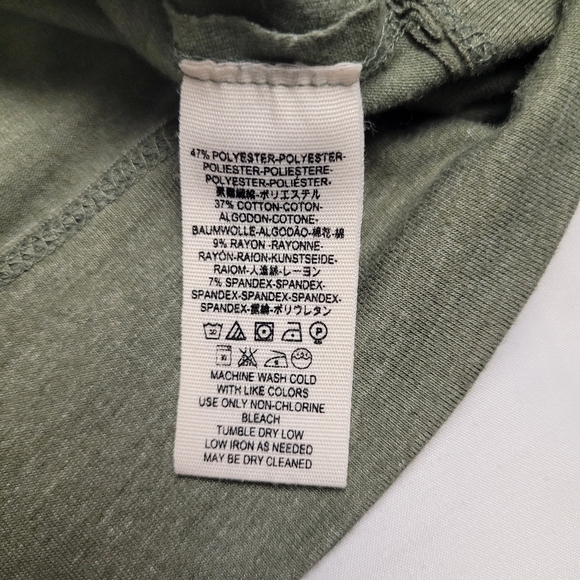 47% POLYESTER-POLYESTER-
POLIESTER-POLIESTERE-
POLYESTER-POLIÉSTER-
聚酯纖維-ポリエステル
37% COTTON-COTON-
ALGODON-COTONE-
BAUMWOLLE-ALGODÃO-棉花-綿
9% RAYON -RAYONNE-
RAYÓN-RAION-KUNSTSEIDE-
RAIOM-人造絲-レーヨン
7% SPANDEX-SPANDEX-
SPANDEX-SPANDEX-SPANDEX-
SPANDEX-ポリウレタン
MACHINE WASH COLD
WITH LIKE COLORS
USE ONLY NON-CHLORINE
BLEACH
TUMBLE DRY LOW
LOW IRON AS NEEDED
MAY BE DRY CLEANED